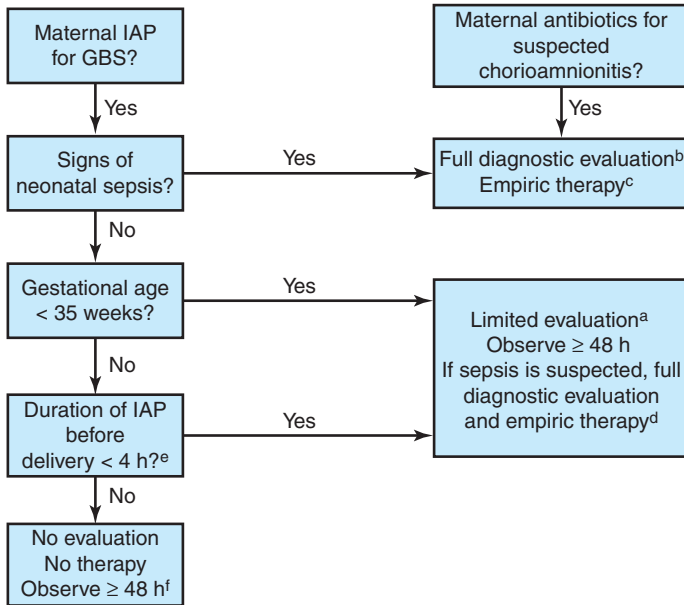 Maternal IAP
for GBS?
Maternal antibiotics for
suspected
chorioamnionitis?
Yes
Yes
Signs of
neonatal sepsis?
Yes
Full diagnostic evaluationᵇ
Empiric therapyᶜ
No
Gestational age
< 35 weeks?
Yes
Limited evaluationᵃ
Observe ≥ 48 h
If sepsis is suspected, full
diagnostic evaluation
and empiric therapyᵈ
No
Duration of IAP
before
delivery < 4 h?ᵉ
Yes
No
No evaluation
No therapy
Observe ≥ 48 hᶠ